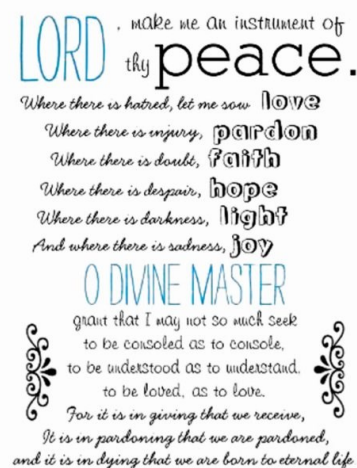 LORD, make me an instrument of
thy peace.
Where there is hatred, let me sow love
Where there is injury, pardon
Where there is doubt, faith
Where there is despair, hope
Where there is darkness, light
And where there is sadness, joy
O DIVINE MASTER
grant that I may not so much seek
to be consoled as to console,
to be understood as to understand.
to be loved, as to love.
For it is in giving that we receive,
It is in pardoning that we are pardoned,
and it is in dying that we are born to eternal life